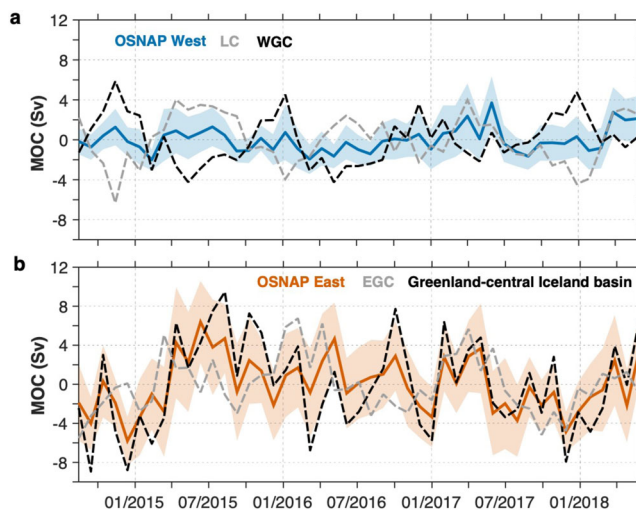 a
OSNAP West LC WGC
MOC (Sv)
12
8
4
0
-4
-8
b
OSNAP East EGC Greenland-central Iceland basin
MOC (Sv)
12
8
4
0
-4
-8
-12
01/2015 07/2015 01/2016 07/2016 01/2017 07/2017 01/2018